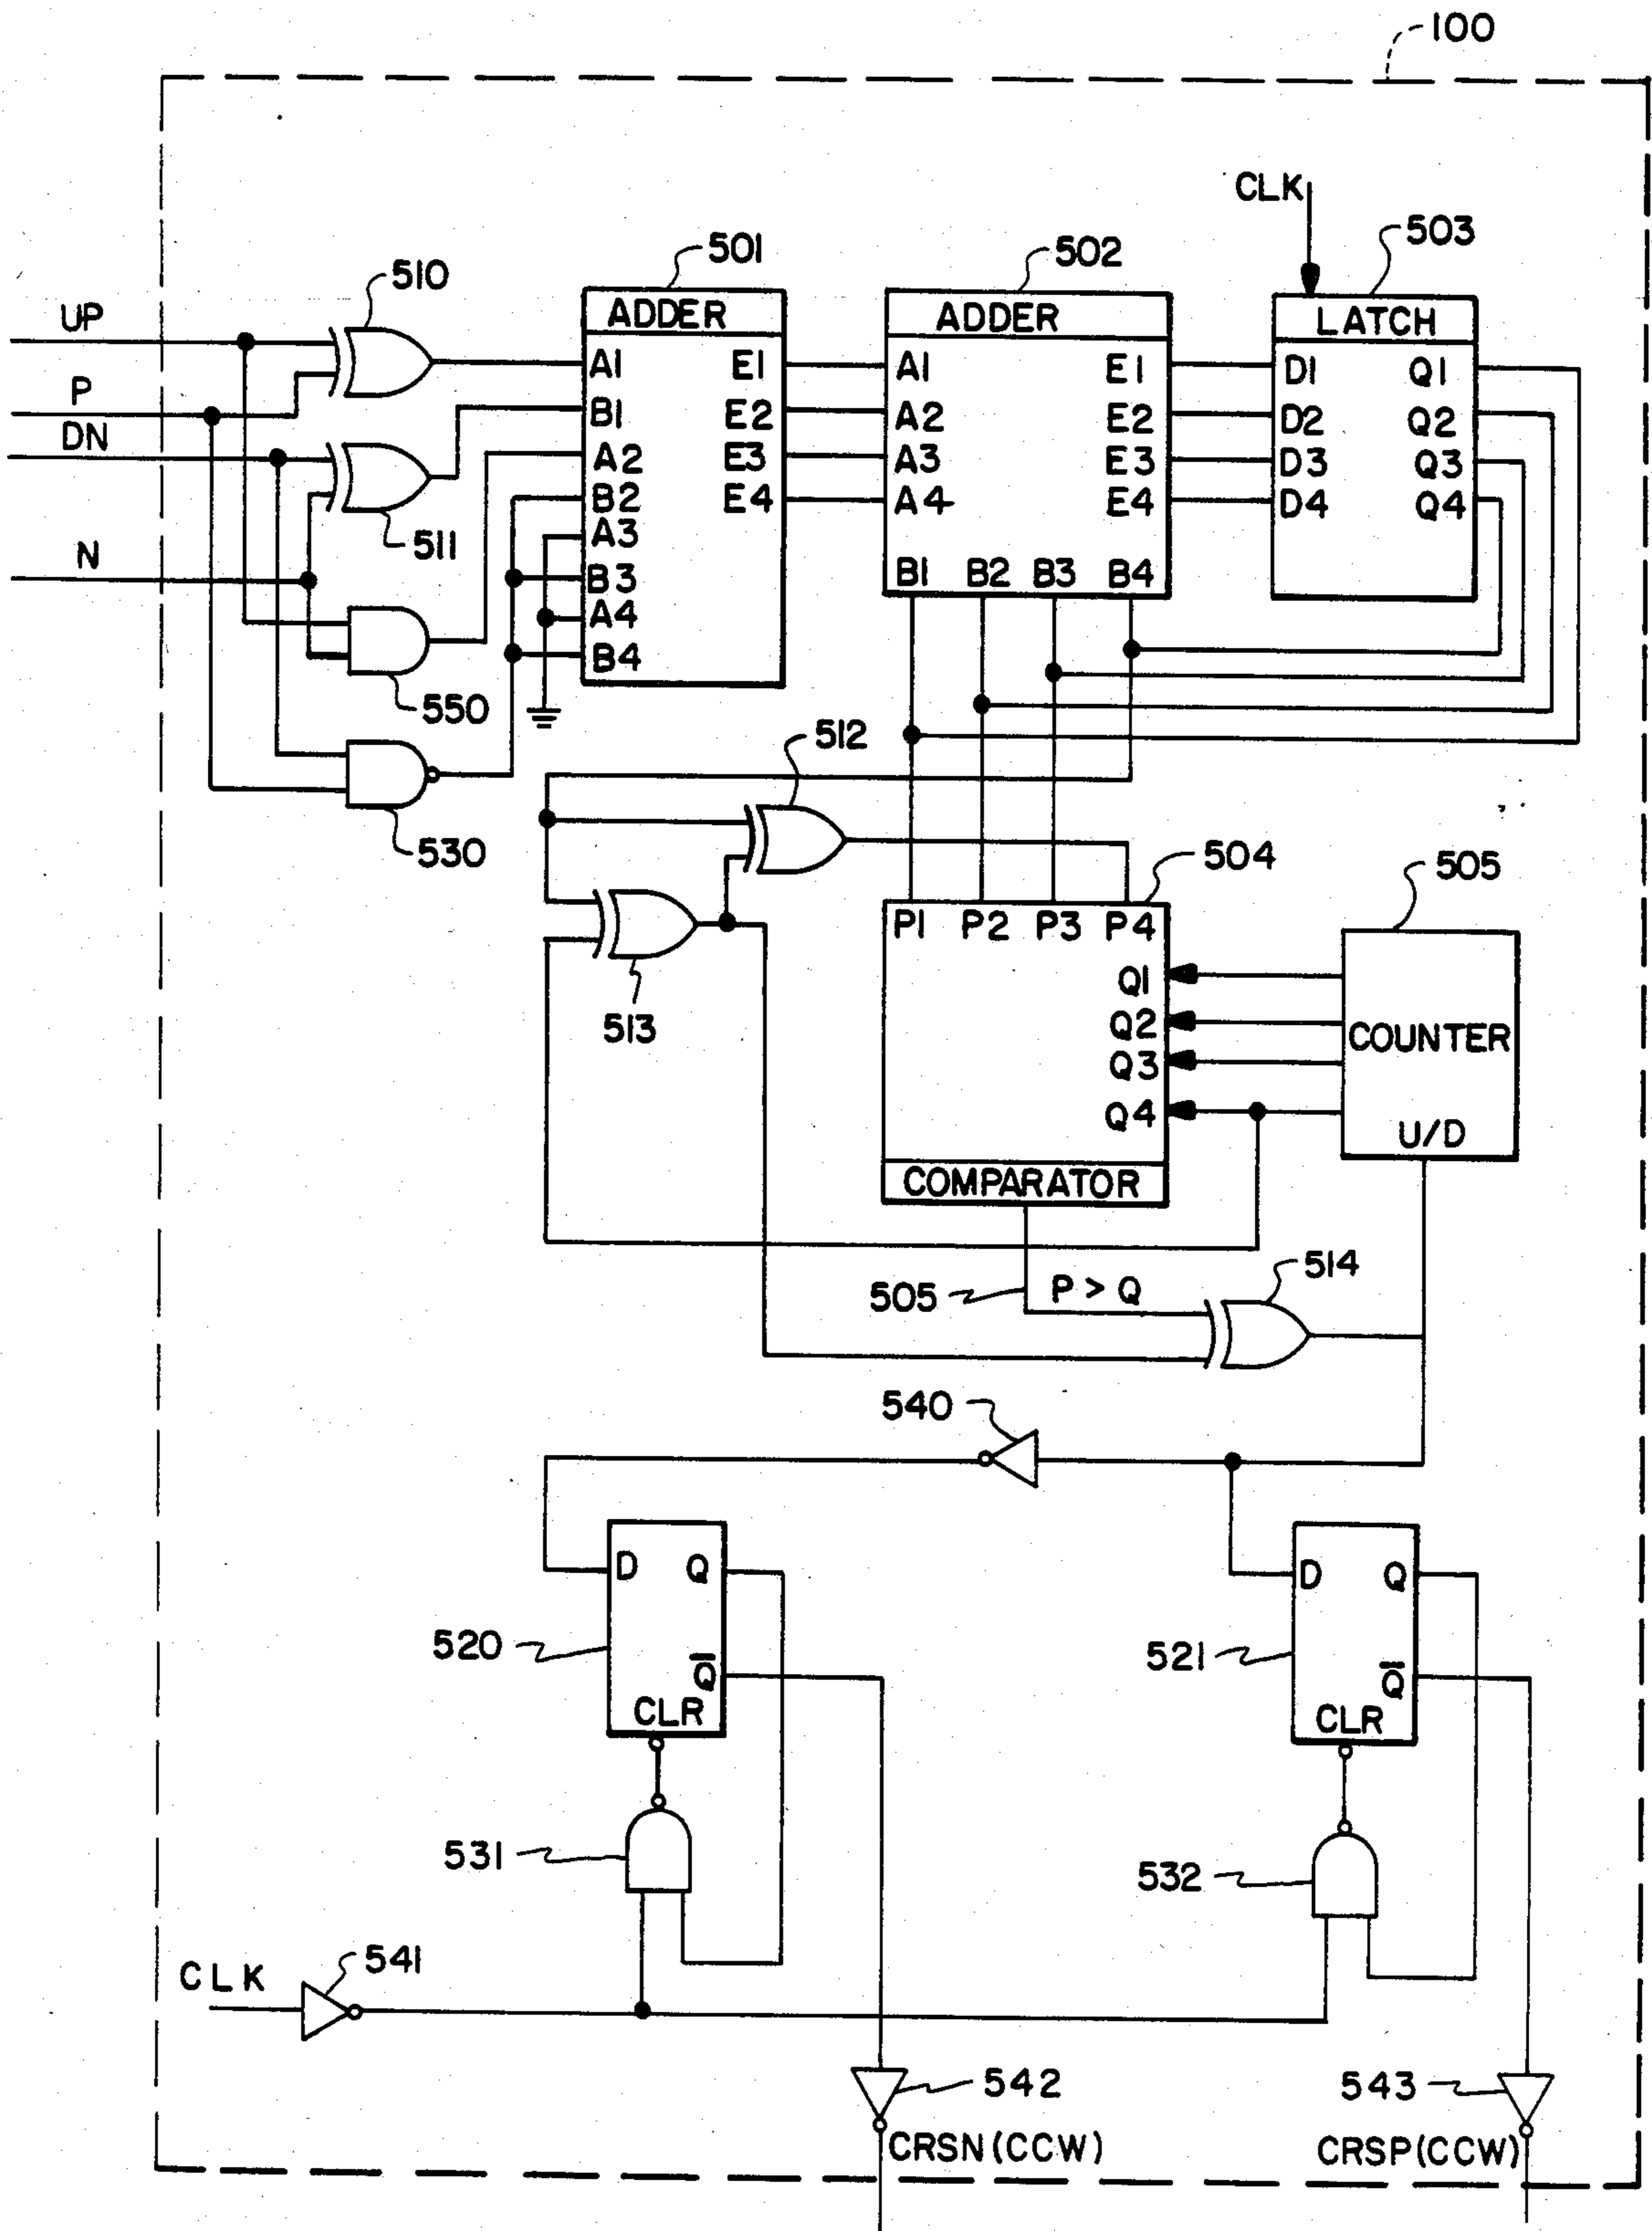 100
CLK
501
502
503
510
UP
ADDER
ADDER
LATCH
A1 E1
A1 E1
D1 Q1
P
B1 E2
A2 E2
D2 Q2
DN
A2 E3
A3 E3
D3 Q3
B2 E4
A4 E4
D4 Q4
A3
511
N
B3
B1 B2 B3 B4
A4
B4
550
512
530
504
505
P1 P2 P3 P4
Q1
513
Q2
COUNTER
Q3
Q4
U/D
COMPARATOR
514
505
P > Q
540
D Q
D Q
520
521
Q̅
Q̅
CLR
CLR
531
532
CLK
541
542
543
CRSN(CCW)
CRSP(CCW)